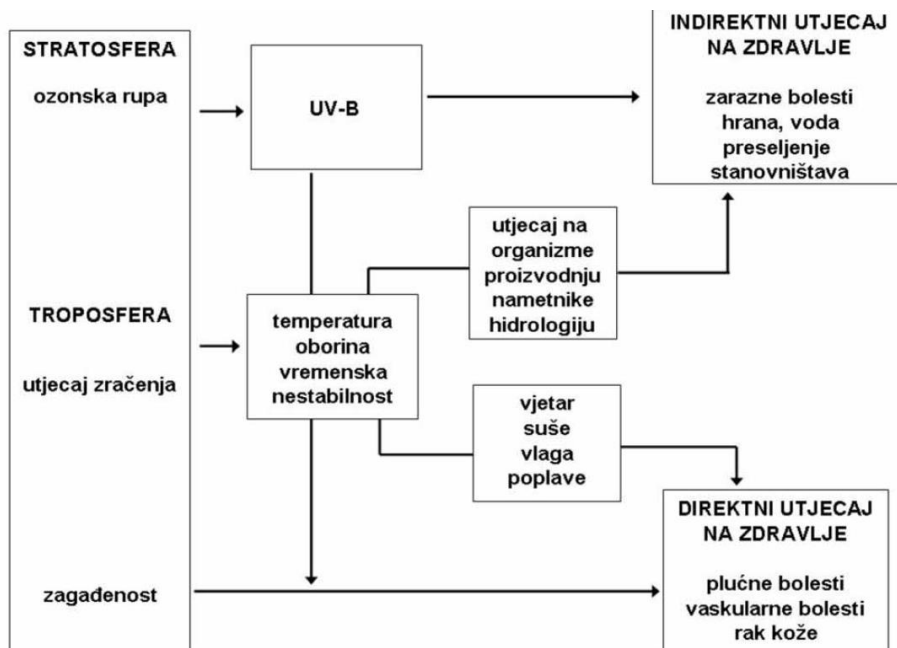 STRATOSFERA
ozonska rupa
TROPOSFERA
utjecaj zračenja
zagađenost
UV-B
temperatura
oborina
vremenska
nestabilnost
utjecaj na
organizme
proizvodnju
nametnike
hidrologiju
vjetar
suše
vlaga
poplave
INDIREKTNI UTJECAJ
NA ZDRAVLJE
zarazne bolesti
hrana, voda
preseljenje
stanovništava
DIREKTNI UTJECAJ
NA ZDRAVLJE
plućne bolesti
vaskularne bolesti
rak kože